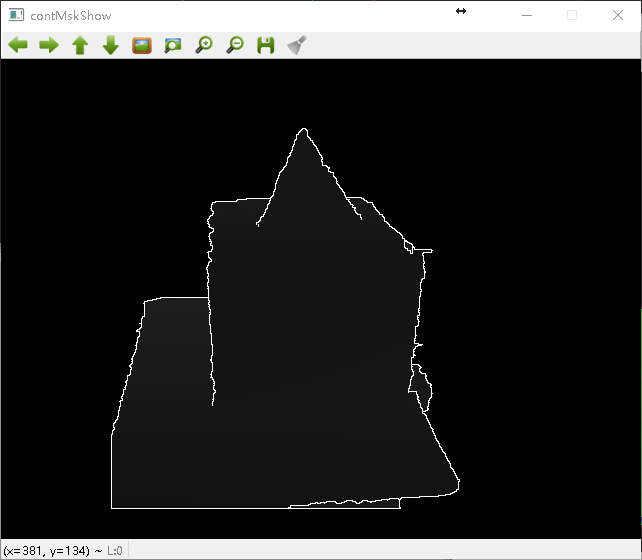 contMskShow
(x=381, y=134) ~ L:0